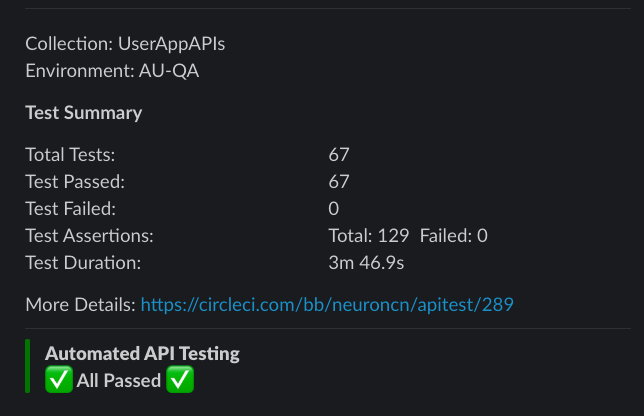 Collection: UserAppAPIs
Environment: AU-QA
Test Summary
Total Tests: 67
Test Passed: 67
Test Failed: 0
Test Assertions: Total: 129 Failed: 0
Test Duration: 3m 46.9s
More Details: https://circleci.com/bb/neuroncn/apitest/289
Automated API Testing
✅ All Passed ✅